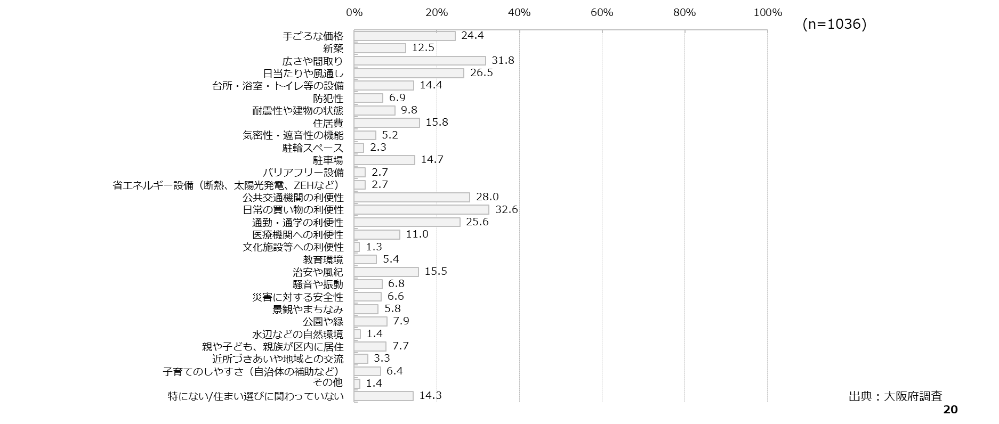 0% 20% 40% 60% 80% 100%
(n=1036)
手ごろな価格 24.4
新築 12.5
広さや間取り 31.8
日当たりや風通し 26.5
台所・浴室・トイレ等の設備 14.4
防犯性 6.9
耐震性や建物の状態 9.8
住居費 15.8
気密性・遮音性の機能 5.2
駐輪スペース 2.3
駐車場 14.7
バリアフリー設備 2.7
省エネルギー設備（断熱、太陽光発電、ZEHなど） 2.7
公共交通機関の利便性 28.0
日常の買い物の利便性 32.6
通勤・通学の利便性 25.6
医療機関への利便性 11.0
文化施設等への利便性 1.3
教育環境 5.4
治安や風紀 15.5
騒音や振動 6.8
災害に対する安全性 6.6
景観やまちなみ 5.8
公園や緑 7.9
水辺などの自然環境 1.4
親や子ども、親族が区内に居住 7.7
近所づきあいや地域との交流 3.3
子育てのしやすさ（自治体の補助など） 6.4
その他 1.4
特にない/住まい選びに関わっていない 14.3
出典：大阪府調査
20